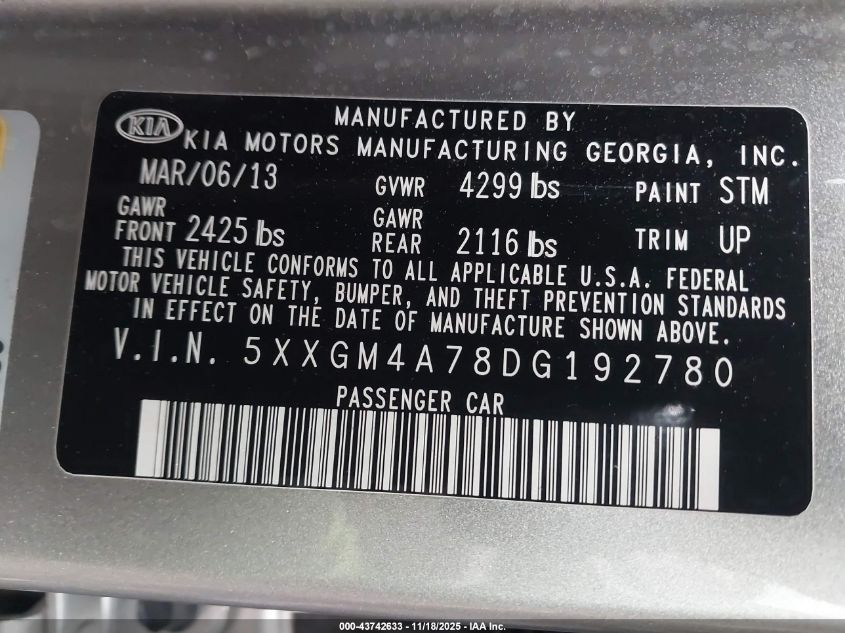 KIA
MANUFACTURED BY
KIA MOTORS MANUFACTURING GEORGIA, INC.
MAR/06/13 GVWR 4299 lbs PAINT STM
GAWR FRONT 2425 lbs GAWR REAR 2116 lbs TRIM UP
THIS VEHICLE CONFORMS TO ALL APPLICABLE U.S.A. FEDERAL
MOTOR VEHICLE SAFETY, BUMPER, AND THEFT PREVENTION STANDARDS
IN EFFECT ON THE DATE OF MANUFACTURE SHOWN ABOVE.
V.I.N. 5XXGM4A78DG192780
PASSENGER CAR
000-43742633 - 11/18/2025 - IAA Inc.